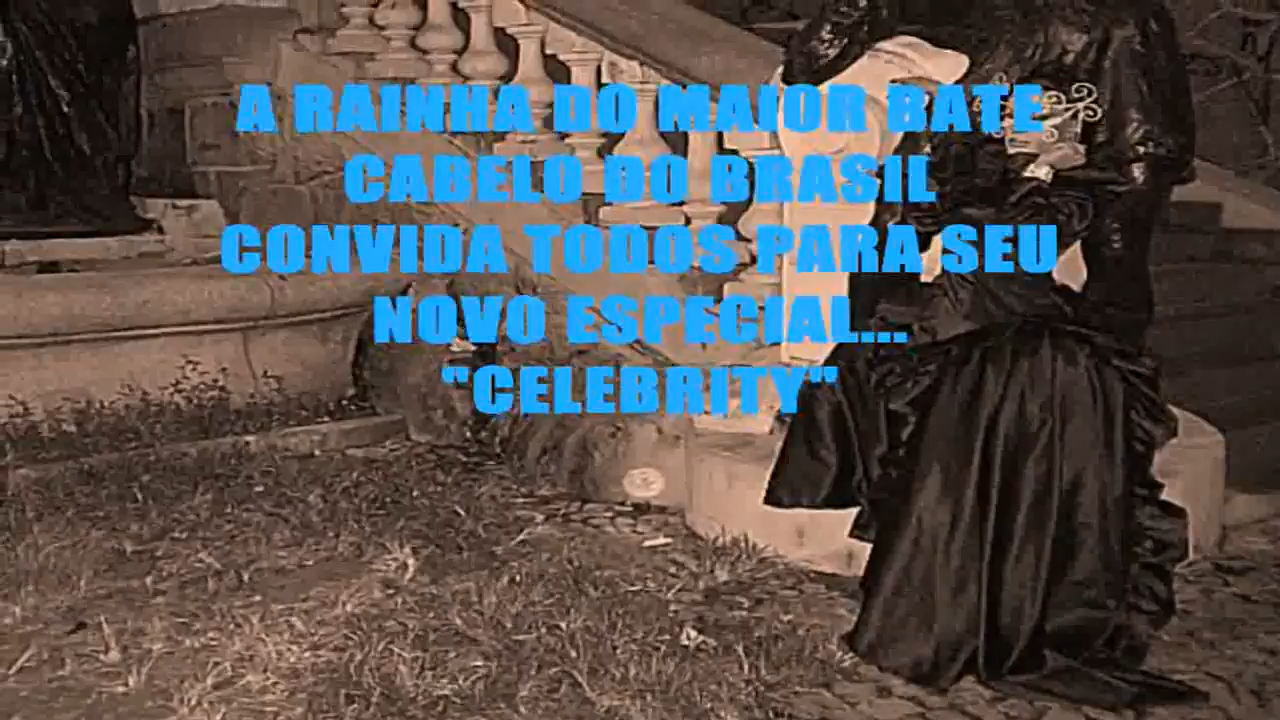 A RAINHA DO MAIOR BATE
CABELO DO BRASIL
CONVIDA TODOS PARA SEU
NOVO ESPECIAL...
"CELEBRITY"